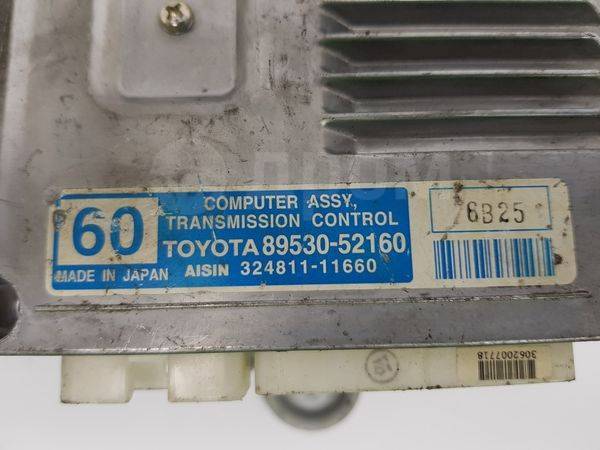 60
COMPUTER ASSY,
TRANSMISSION CONTROL
TOYOTA 89530-52160
MADE IN JAPAN AISIN 324811-11660
6B25
3062007718